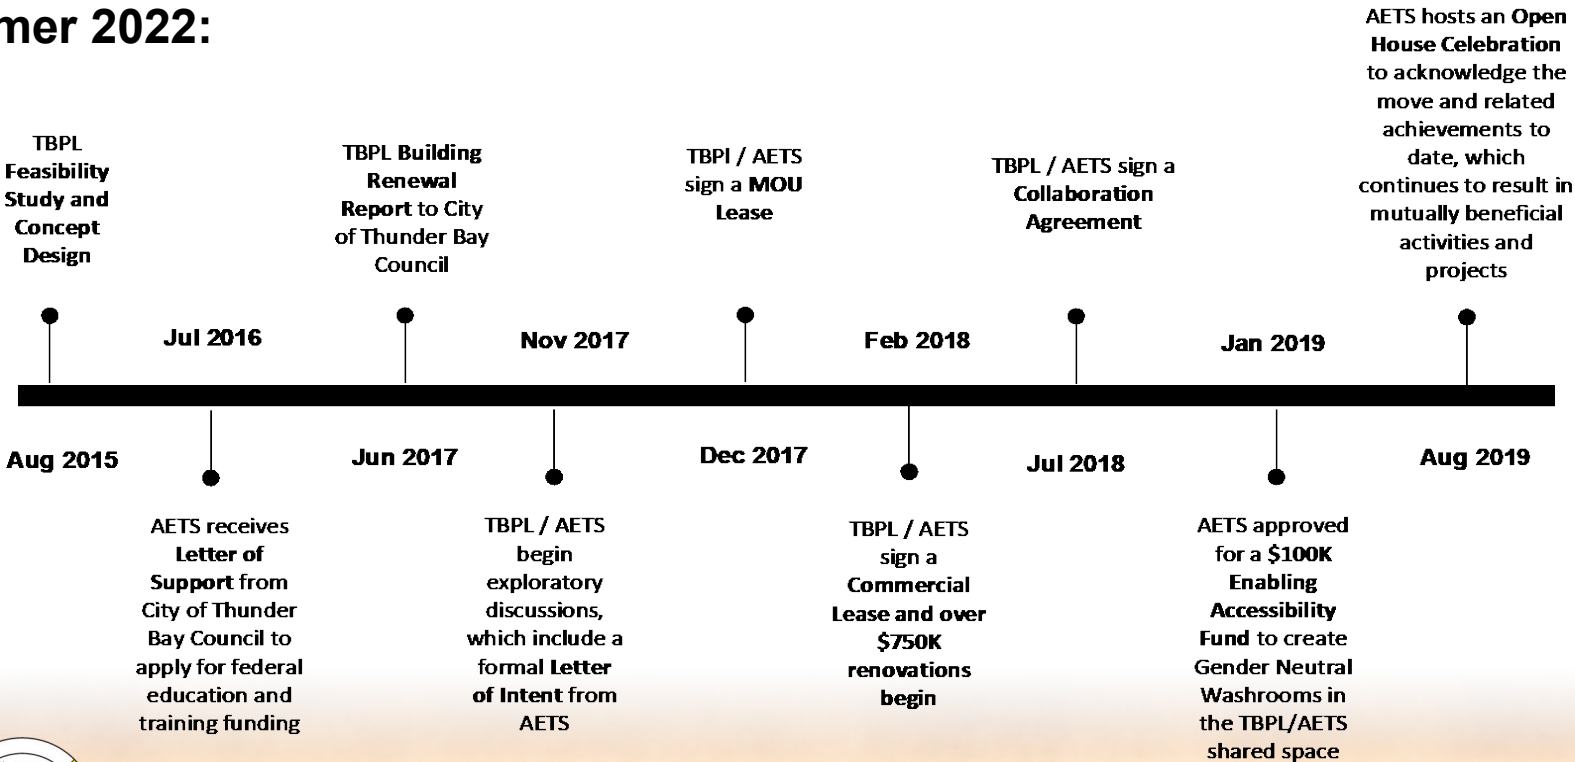 mer 2022:
TBPL
Feasibility
Study and
Concept
Design
TBPL Building
Renewal
Report to City
of Thunder Bay
Council
TBPl / AETS
sign a MOU
Lease
TBPL / AETS sign a
Collaboration
Agreement
AETS hosts an Open
House Celebration
to acknowledge the
move and related
achievements to
date, which
continues to result in
mutually beneficial
activities and
projects
Jul 2016
Nov 2017
Feb 2018
Jan 2019
Aug 2015
Jun 2017
Dec 2017
Jul 2018
Aug 2019
AETS receives
Letter of
Support from
City of Thunder
Bay Council to
apply for federal
education and
training funding
TBPL / AETS
begin
exploratory
discussions,
which include a
formal Letter
of Intent from
AETS
TBPL / AETS
sign a
Commercial
Lease and over
$750K
renovations
begin
AETS approved
for a $100K
Enabling
Accessibility
Fund to create
Gender Neutral
Washrooms in
the TBPL/AETS
shared space